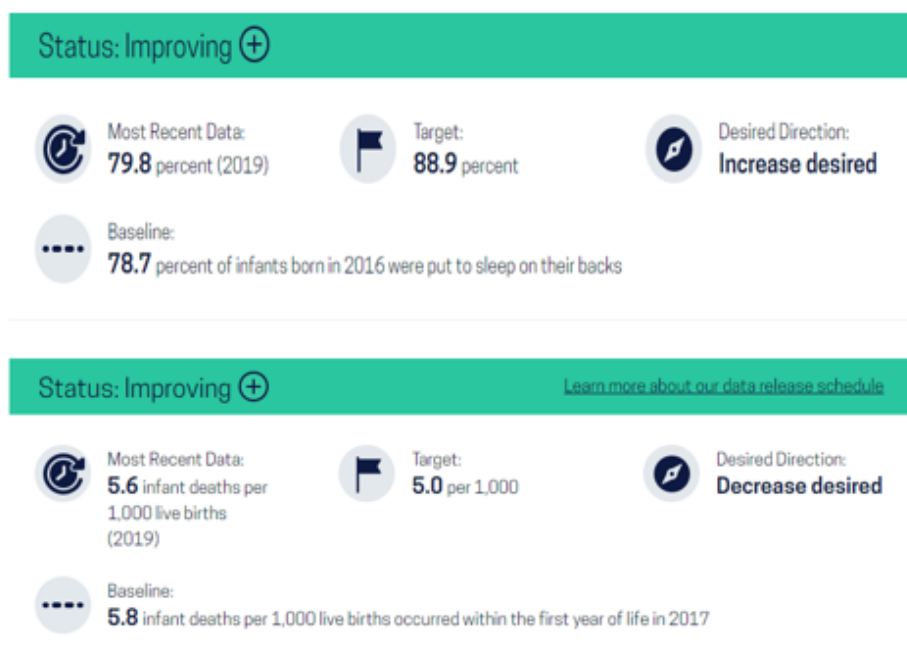 Status: Improving
Most Recent Data:
79.8 percent (2019)
Target:
88.9 percent
Desired Direction:
Increase desired
Baseline:
78.7 percent of infants born in 2016 were put to sleep on their backs
Status: Improving
Learn more about our data release schedule
Most Recent Data:
5.6 infant deaths per
1,000 live births
(2019)
Target:
5.0 per 1,000
Desired Direction:
Decrease desired
Baseline:
5.8 infant deaths per 1,000 live births occurred within the first year of life in 2017